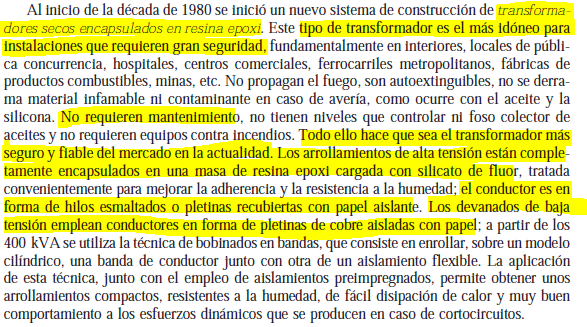 Al inicio de la década de 1980 se inició un nuevo sistema de construcción de transforma-
dores secos encapsulados en resina epoxi. Este tipo de transformador es el más idóneo para
instalaciones que requieren gran seguridad, fundamentalmente en interiores, locales de públi-
ca concurrencia, hospitales, centros comerciales, ferrocarriles metropolitanos, fábricas de
productos combustibles, minas, etc. No propagan el fuego, son autoextinguibles, no se derra-
ma material infamable ni contaminante en caso de avería, como ocurre con el aceite y la
silicona. No requieren mantenimiento, no tienen niveles que controlar ni foso colector de
aceites y no requieren equipos contra incendios. Todo ello hace que sea el transformador más
seguro y fiable del mercado en la actualidad. Los arrollamientos de alta tensión están comple-
tamente encapsulados en una masa de resina epoxi cargada con silicato de fluor, tratada
convenientemente para mejorar la adherencia y la resistencia a la humedad; el conductor es en
forma de hilos esmaltados o pletinas recubiertas con papel aislante. Los devanados de baja
tensión emplean conductores en forma de pletinas de cobre aisladas con papel; a partir de los
400 kVA se utiliza la técnica de bobinados en bandas, que consiste en enrollar, sobre un modelo
cilíndrico, una banda de conductor junto con otra de un aislamiento flexible. La aplicación
de esta técnica, junto con el empleo de aislamientos preimpregnados, permite obtener unos
arrollamientos compactos, resistentes a la humedad, de fácil disipación de calor y muy buen
comportamiento a los esfuerzos dinámicos que se producen en caso de cortocircuitos.